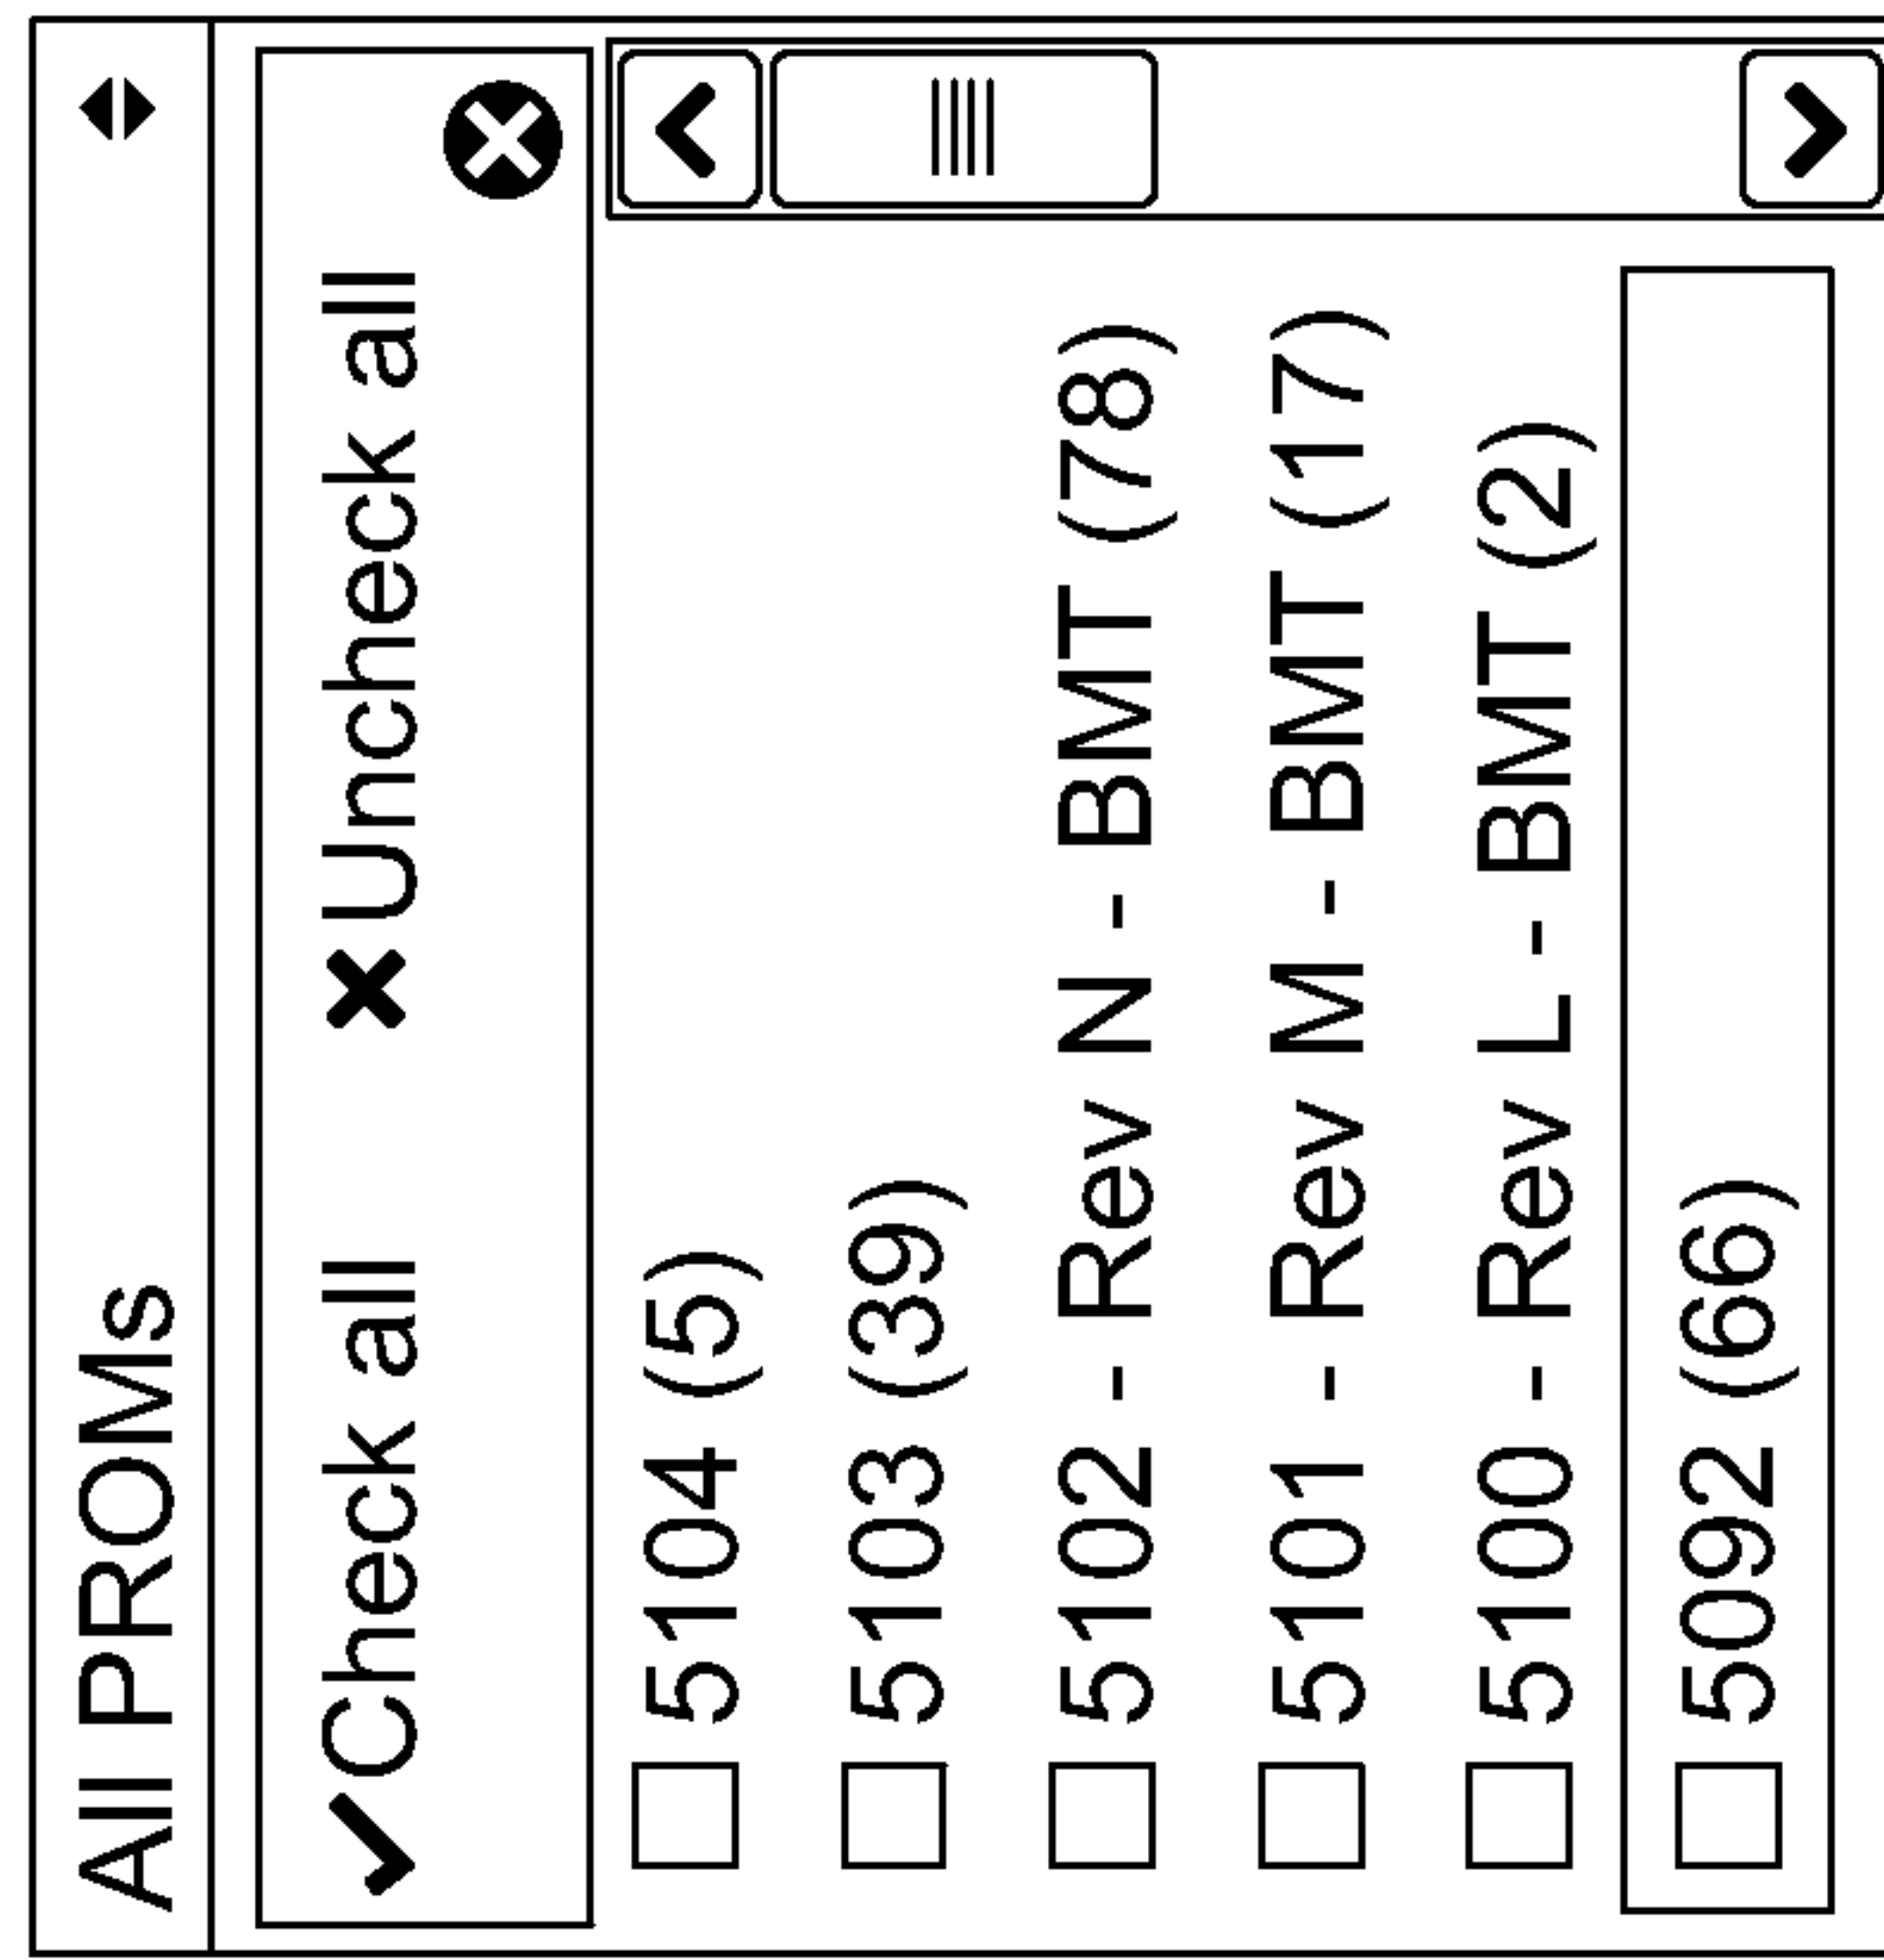 All PROMs
Check all Uncheck all
5104 (5)
5103 (39)
5102 - Rev N - BMT (78)
5101 - Rev M - BMT (17)
5100 - Rev L - BMT (2)
5092 (66)